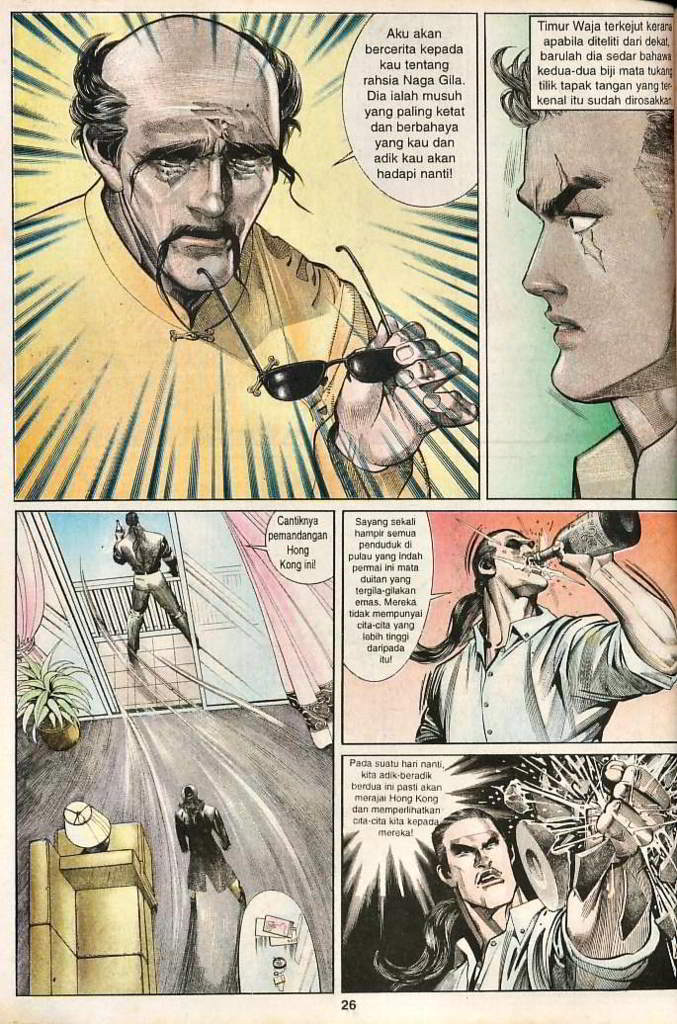 Aku akan
bercerita kepada
kau tentang
rahsia Naga Gila.
Dia ialah musuh
yang paling ketat
dan berbahaya
yang kau dan
adik kau akan
hadapi nanti!
Timur Waja terkejut kerana
apabila diteliti dari dekat,
barulah dia sedar bahawa
kedua-dua biji mata tukang
tilik tapak tangan yang ter-
kenal itu sudah dirosakkan.
Cantiknya
pemandangan
Hong
Kong ini!
Sayang sekali
hampir semua
penduduk di
pulau yang indah
permai ini mata
duitan yang
tergila-gilakan
emas. Mereka
tidak mempunyai
cita-cita yang
lebih tinggi
daripada
itu!
Pada suatu hari nanti,
kita adik-beradik
berdua ini pasti akan
merajai Hong Kong
dan memperlihatkan
cita-cita kita kepada
mereka!
26